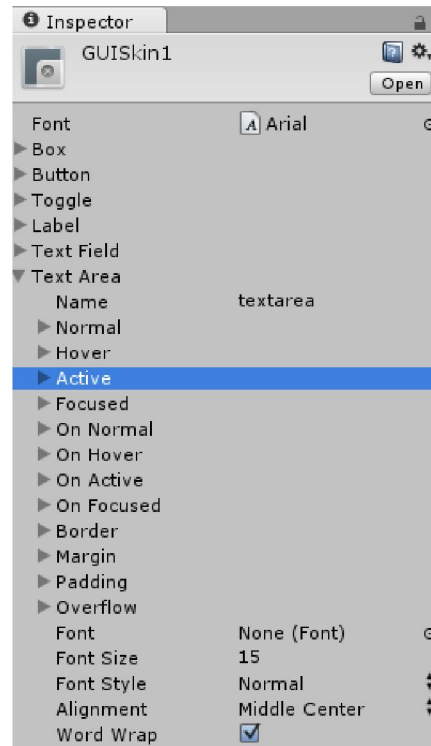 Inspector
GUISkin1
Open
Font Arial
Box
Button
Toggle
Label
Text Field
Text Area
Name textarea
Normal
Hover
Active
Focused
On Normal
On Hover
On Active
On Focused
Border
Margin
Padding
Overflow
Font None (Font)
Font Size 15
Font Style Normal
Alignment Middle Center
Word Wrap